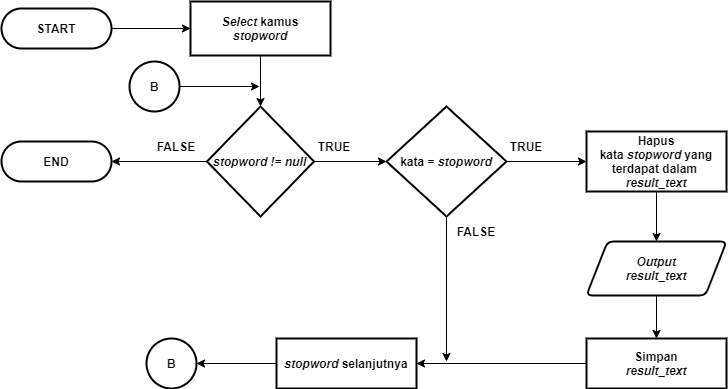 START
Select kamus
stopword
B
END
FALSE
stopword != null
TRUE
kata = stopword
TRUE
Hapus
kata stopword yang
terdapat dalam
result_text
FALSE
Output
result_text
B
stopword selanjutnya
Simpan
result_text